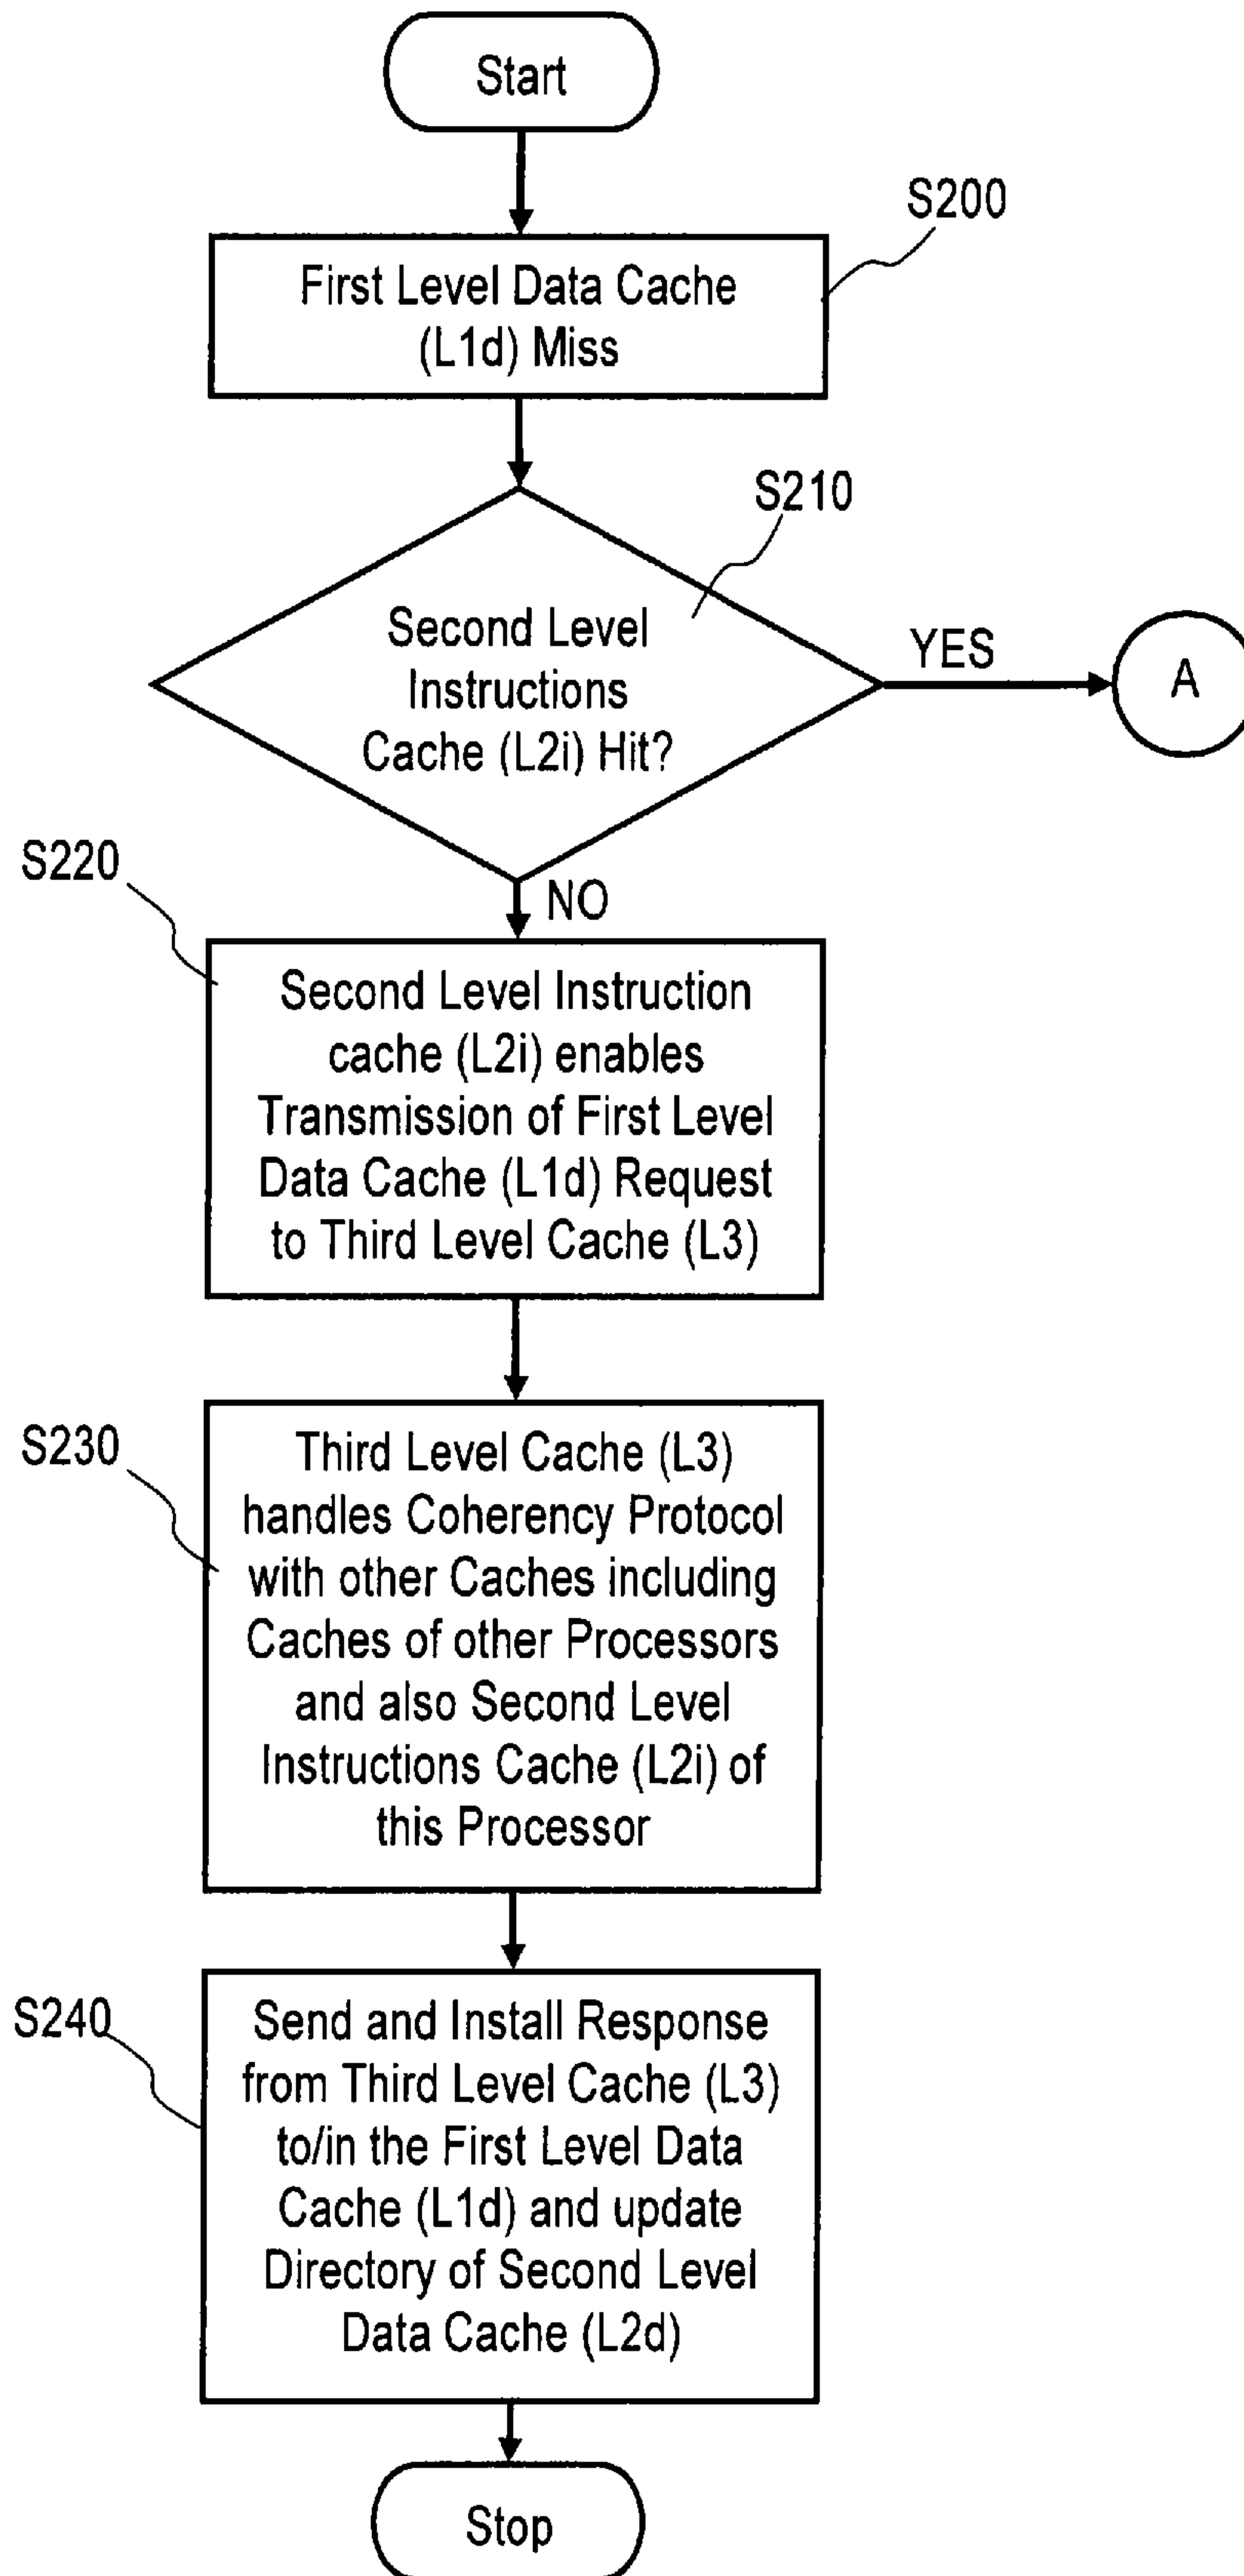 Start
S200
First Level Data Cache
(L1d) Miss
S210
Second Level
Instructions
Cache (L2i) Hit?
YES
A
NO
S220
Second Level Instruction
cache (L2i) enables
Transmission of First Level
Data Cache (L1d) Request
to Third Level Cache (L3)
S230
Third Level Cache (L3)
handles Coherency Protocol
with other Caches including
Caches of other Processors
and also Second Level
Instructions Cache (L2i) of
this Processor
S240
Send and Install Response
from Third Level Cache (L3)
to/in the First Level Data
Cache (L1d) and update
Directory of Second Level
Data Cache (L2d)
Stop